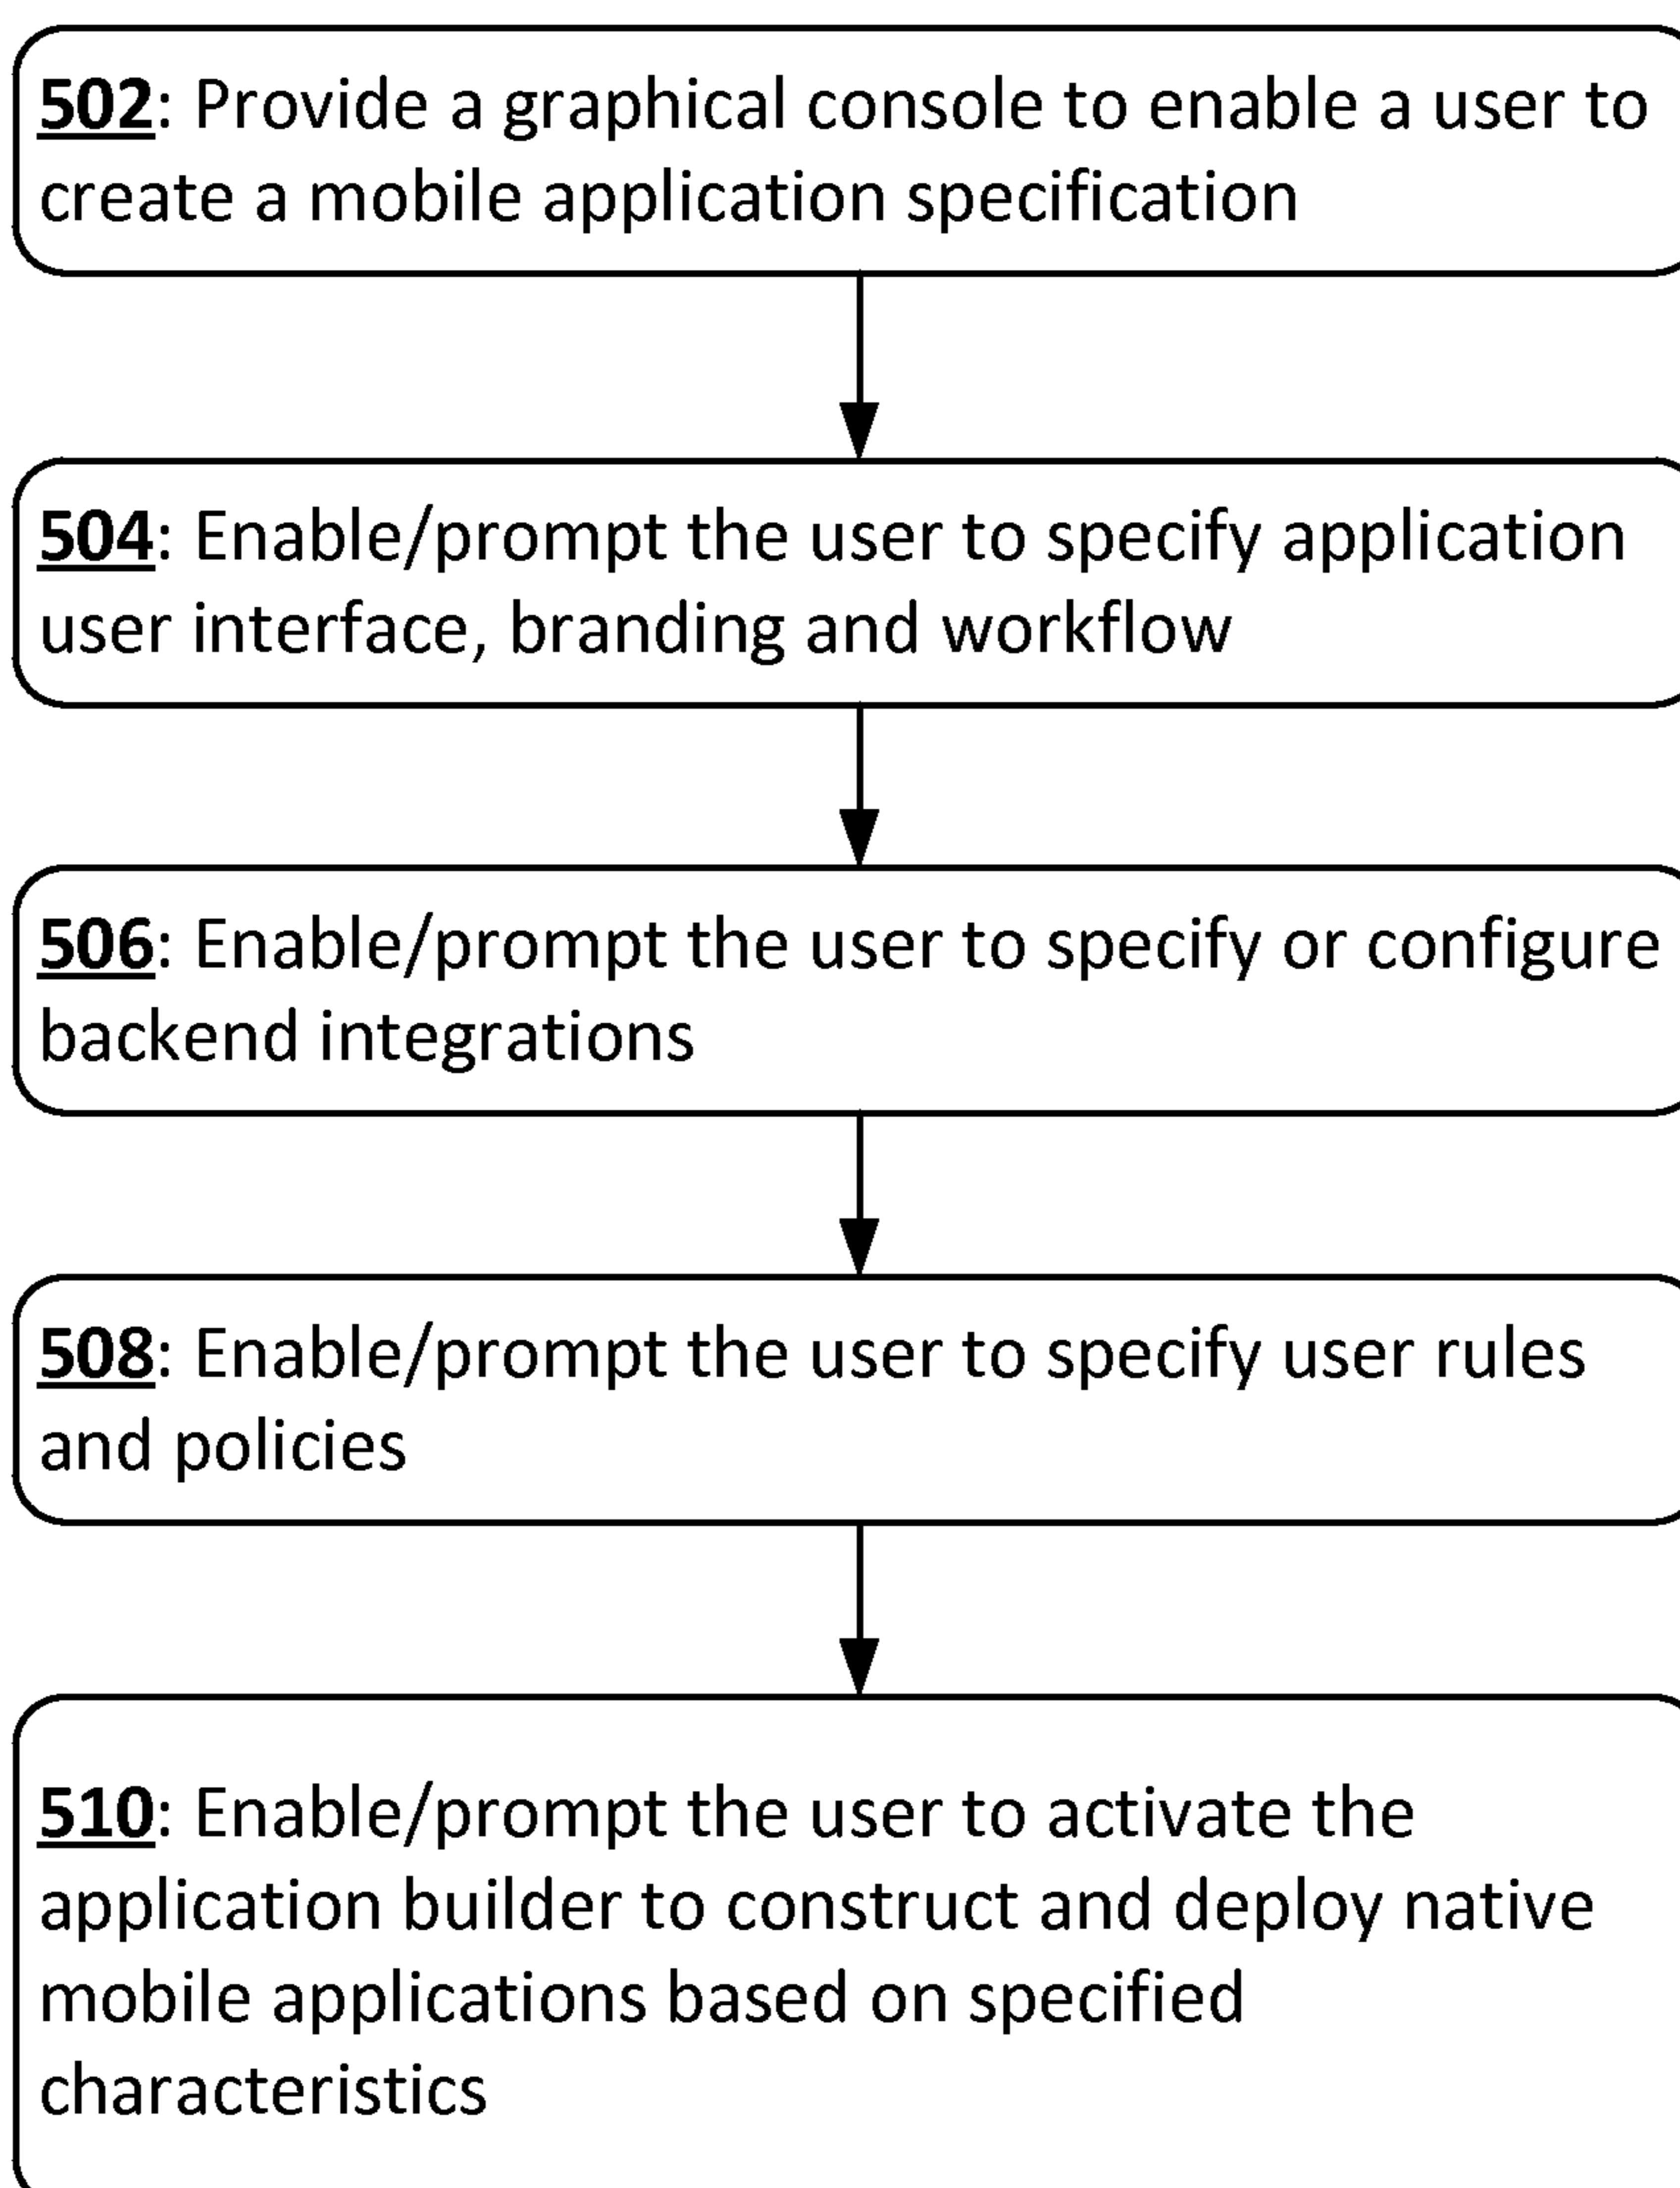 502: Provide a graphical console to enable a user to
create a mobile application specification
504: Enable/prompt the user to specify application
user interface, branding and workflow
506: Enable/prompt the user to specify or configure
backend integrations
508: Enable/prompt the user to specify user rules
and policies
510: Enable/prompt the user to activate the
application builder to construct and deploy native
mobile applications based on specified
characteristics